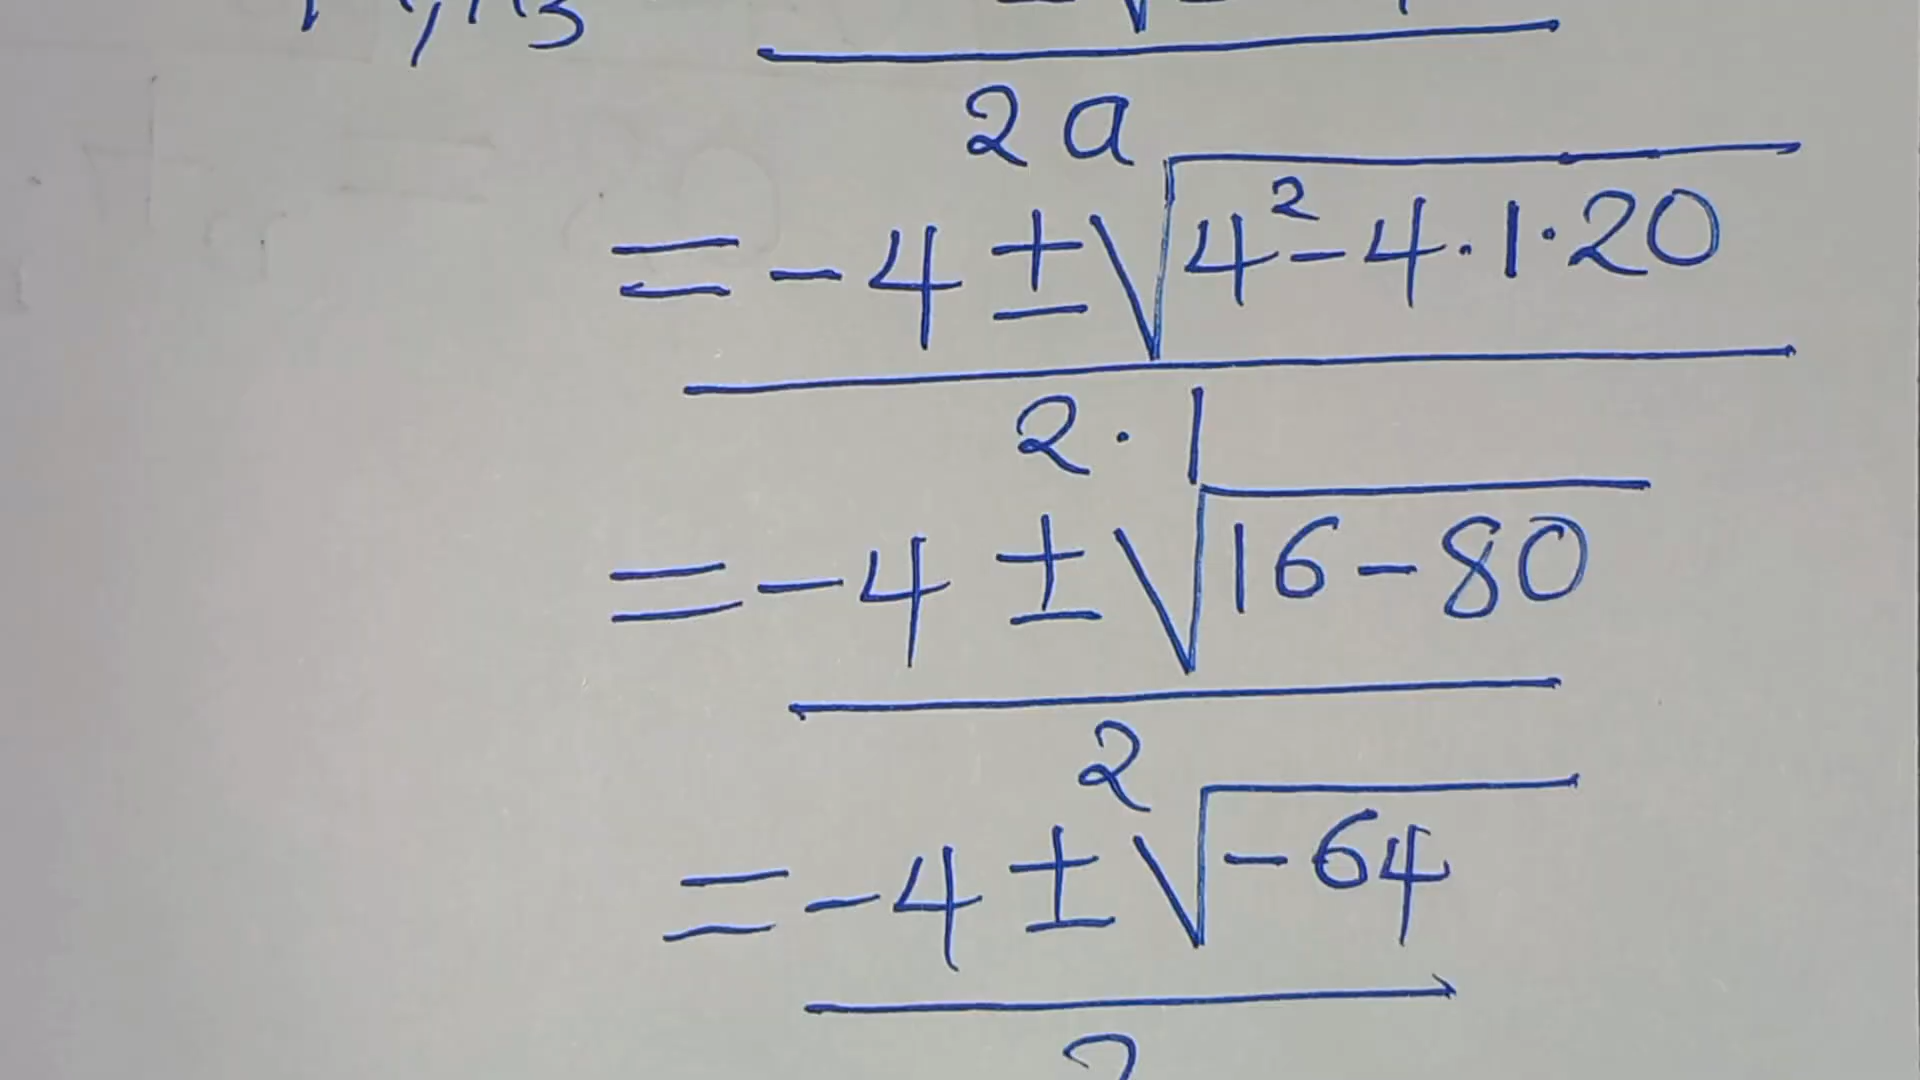 2a
= -4 ± √4² - 4·1·20
2·1
= -4 ± √16 - 80
2
= -4 ± √-64